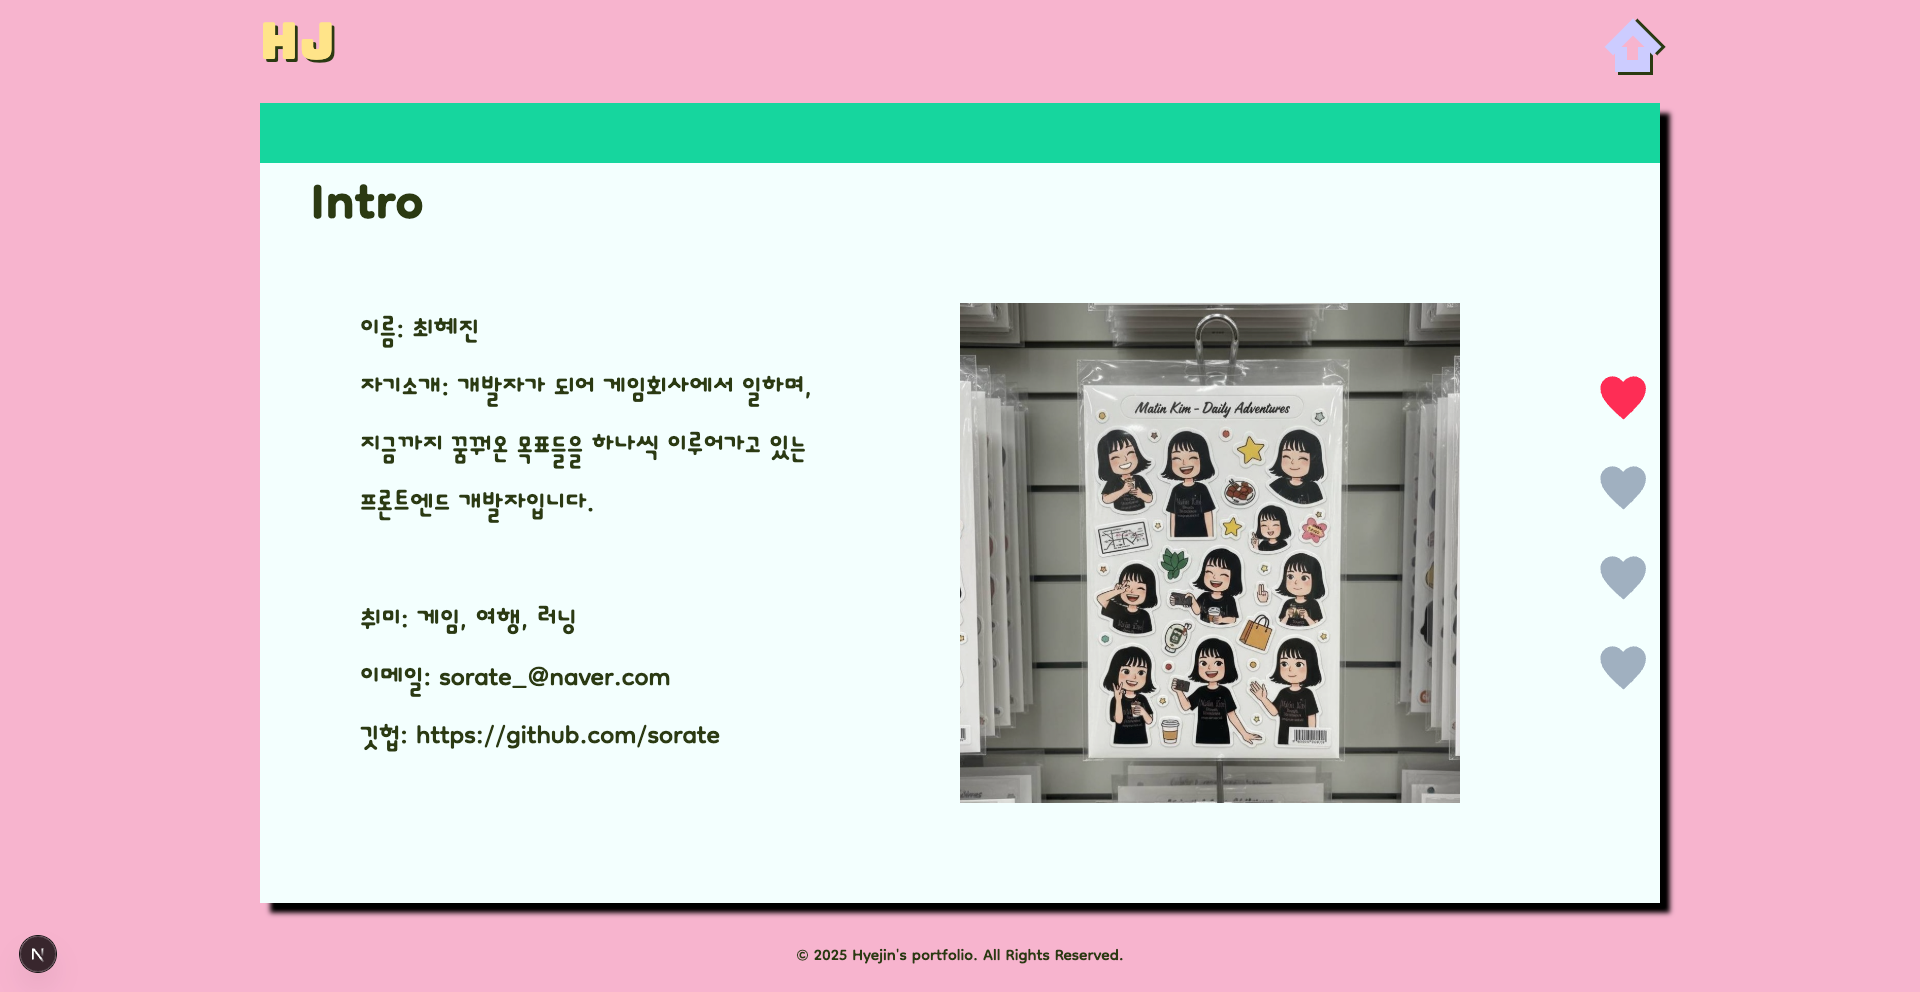 HJ
Intro
이름: 최혜진
자기소개: 개발자가 되어 게임회사에서 일하며,
지금까지 꿈꿔온 목표들을 하나씩 이루어가고 있는
프론트엔드 개발자입니다.
취미: 게임, 여행, 러닝
이메일: sorate_@naver.com
깃헙: https://github.com/sorate
Matin Kim - Daily Adventures
N
© 2025 Hyejin's portfolio. All Rights Reserved.